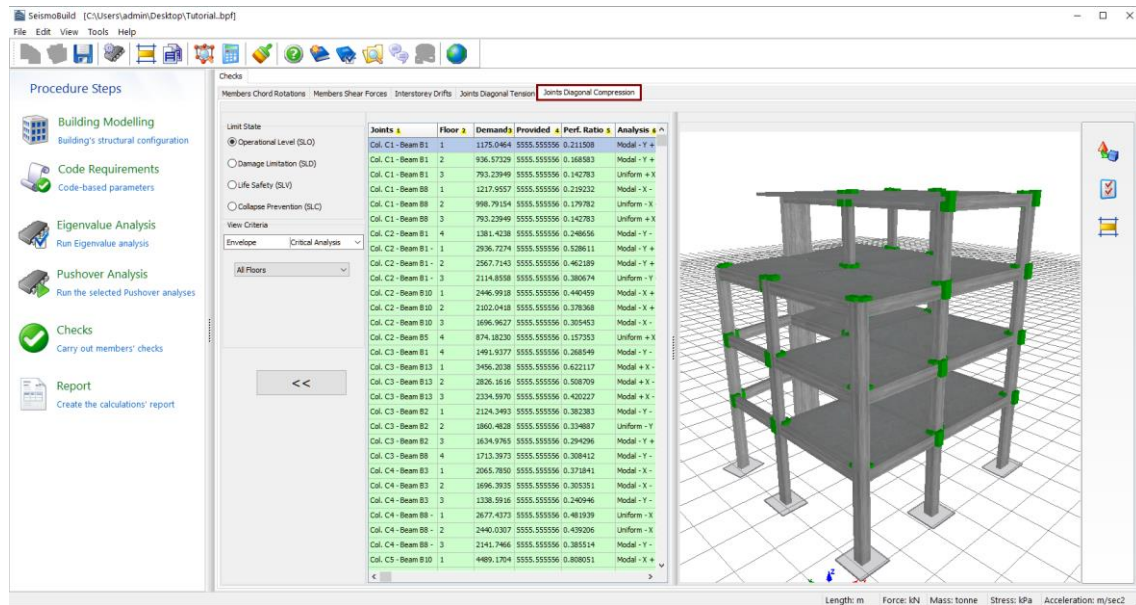 SeismoBuild [C:\Users\admin\Desktop\Tutorial..bpf]
File Edit View Tools Help
Procedure Steps
Building Modelling
Building's structural configuration
Code Requirements
Code-based parameters
Eigenvalue Analysis
Run Eigenvalue analysis
Pushover Analysis
Run the selected Pushover analyses
Checks
Carry out members' checks
Report
Create the calculations' report
Checks
Members Chord Rotations Members Shear Forces Interstorey Drifts Joints Diagonal Tension Joints Diagonal Compression
Limit State
Operational Level (SLO)
Damage Limitation (SLD)
Life Safety (SLV)
Collapse Prevention (SLC)
View Criteria
Envelope Critical Analysis
All Floors
<<
Joints 1 Floor 2 Demand 3 Provided 4 Perf. Ratio 5 Analysis 6
Col. C1 - Beam B1 1 1175.0464 5555.555556 0.211508 Modal - Y +
Col. C1 - Beam B1 2 936.57329 5555.555556 0.168583 Modal - Y +
Col. C1 - Beam B1 3 793.23949 5555.555556 0.142783 Uniform + X
Col. C1 - Beam B8 1 1217.9557 5555.555556 0.219232 Modal - X -
Col. C1 - Beam B8 2 998.79154 5555.555556 0.179782 Uniform - X
Col. C1 - Beam B8 3 793.23949 5555.555556 0.142783 Uniform + X
Col. C2 - Beam B1 4 1381.4238 5555.555556 0.248656 Modal - Y -
Col. C2 - Beam B1 - 1 2936.7274 5555.555556 0.528611 Modal - Y +
Col. C2 - Beam B1 - 2 2567.7143 5555.555556 0.462189 Modal - Y +
Col. C2 - Beam B1 - 3 2114.8558 5555.555556 0.380674 Uniform - Y
Col. C2 - Beam B10 1 2446.9918 5555.555556 0.440459 Modal - X +
Col. C2 - Beam B10 2 2102.0418 5555.555556 0.378368 Modal - X +
Col. C2 - Beam B10 3 1696.9627 5555.555556 0.305453 Modal - X -
Col. C2 - Beam B5 4 874.18230 5555.555556 0.157353 Uniform + X
Col. C3 - Beam B1 4 1491.9377 5555.555556 0.268549 Modal - Y -
Col. C3 - Beam B13 1 3456.2038 5555.555556 0.622117 Modal + X -
Col. C3 - Beam B13 2 2826.1616 5555.555556 0.508709 Modal + X -
Col. C3 - Beam B13 3 2334.5970 5555.555556 0.420227 Modal + X -
Col. C3 - Beam B2 1 2124.3493 5555.555556 0.382383 Modal - Y -
Col. C3 - Beam B2 2 1860.4828 5555.555556 0.334887 Uniform - Y
Col. C3 - Beam B2 3 1634.9765 5555.555556 0.294296 Modal - Y +
Col. C3 - Beam B8 4 1713.3973 5555.555556 0.308412 Modal - Y -
Col. C4 - Beam B3 1 2065.7850 5555.555556 0.371841 Modal - X -
Col. C4 - Beam B3 2 1696.3935 5555.555556 0.305351 Modal - X -
Col. C4 - Beam B3 3 1338.5916 5555.555556 0.240946 Modal - Y -
Col. C4 - Beam B8 - 1 2677.4373 5555.555556 0.481939 Uniform - X
Col. C4 - Beam B8 - 2 2440.0307 5555.555556 0.439206 Uniform - X
Col. C4 - Beam B8 - 3 2141.7466 5555.555556 0.385514 Modal - Y -
Col. C5 - Beam B10 1 4489.1704 5555.555556 0.808051 Modal - X +
z
Length: m Force: kN Mass: tonne Stress: kPa Acceleration: m/sec2